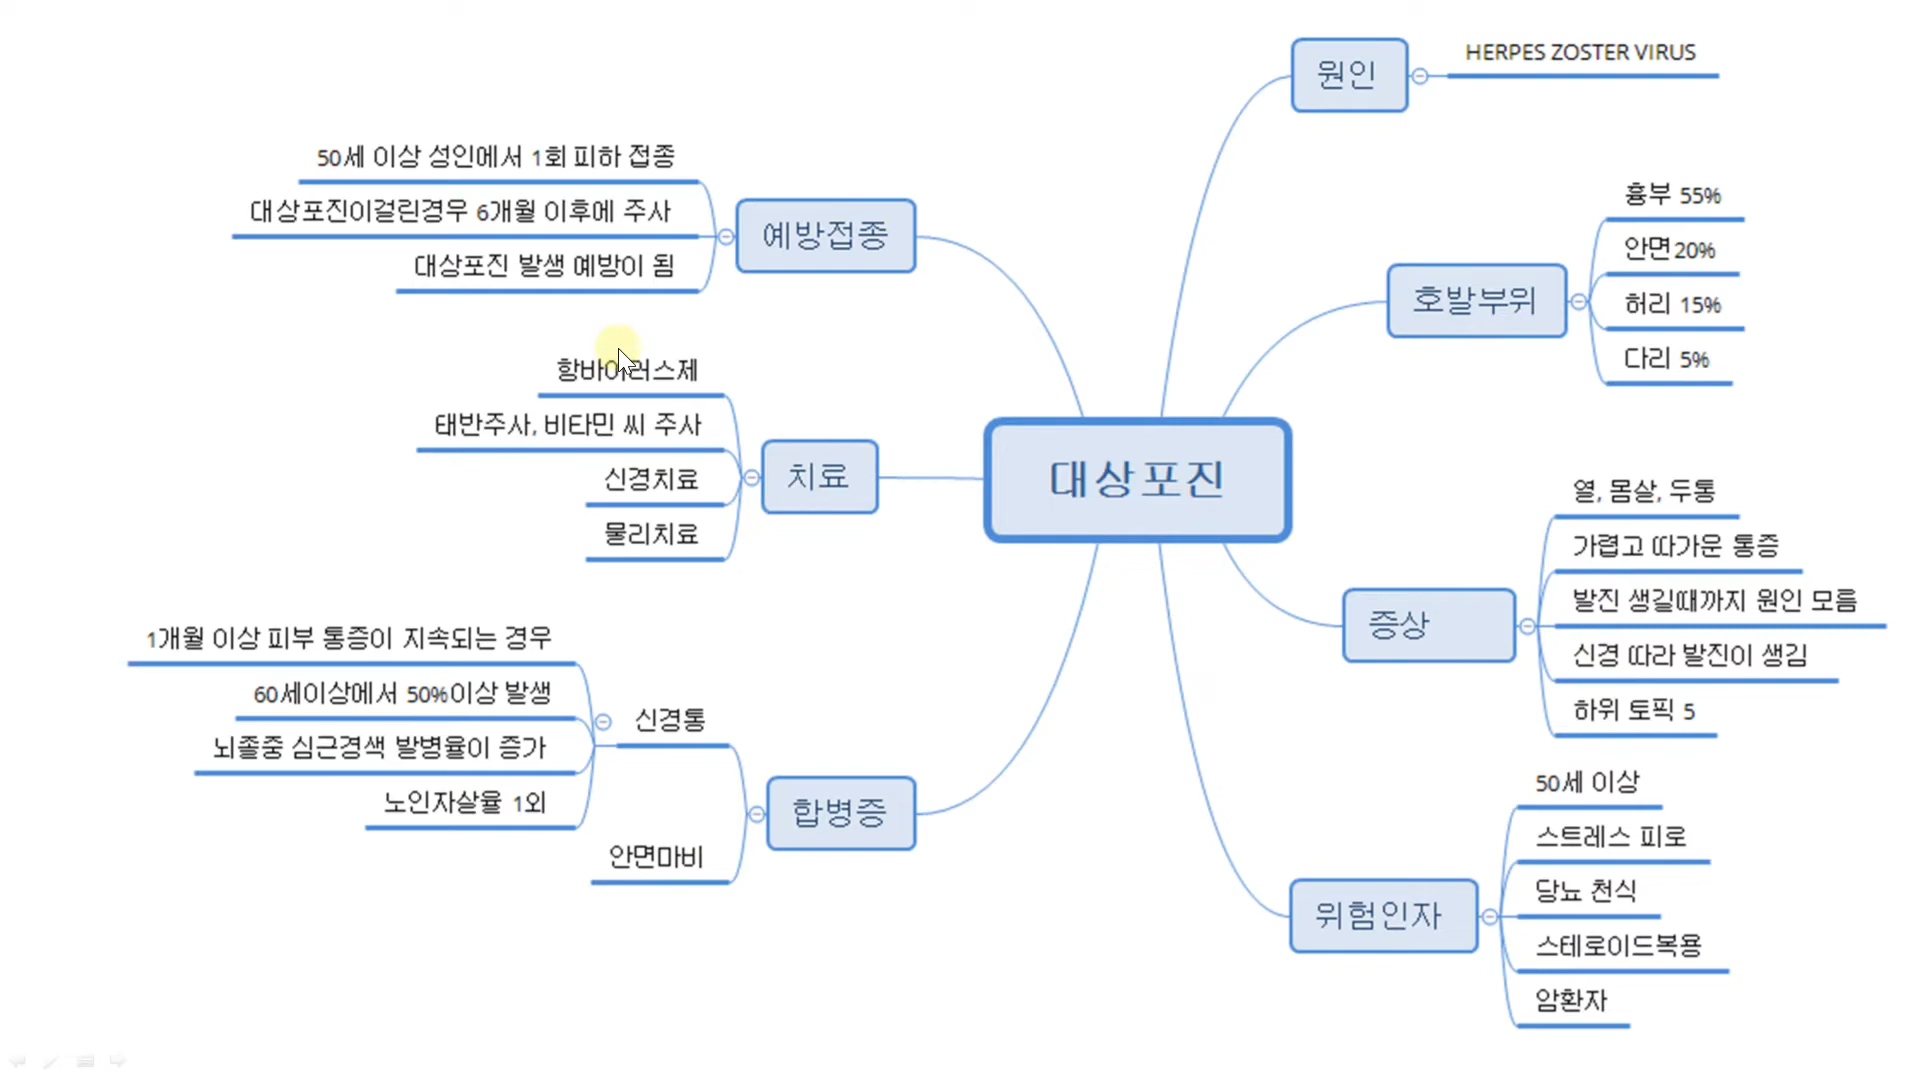 대상포진
원인
HERPES ZOSTER VIRUS
호발부위
흉부 55%
안면20%
허리 15%
다리 5%
증상
열, 몸살, 두통
가렵고 따가운 통증
발진 생길때까지 원인 모름
신경 따라 발진이 생김
하위 토픽 5
위험인자
50세 이상
스트레스 피로
당뇨 천식
스테로이드복용
암환자
예방접종
50세 이상 성인에서 1회 피하 접종
대상포진이걸린경우 6개월 이후에 주사
대상포진 발생 예방이 됨
치료
항바이러스제
태반주사, 비타민 씨 주사
신경치료
물리치료
합병증
신경통
1개월 이상 피부 통증이 지속되는 경우
60세이상에서 50%이상 발생
뇌졸중 심근경색 발병율이 증가
노인자살율 1외
안면마비